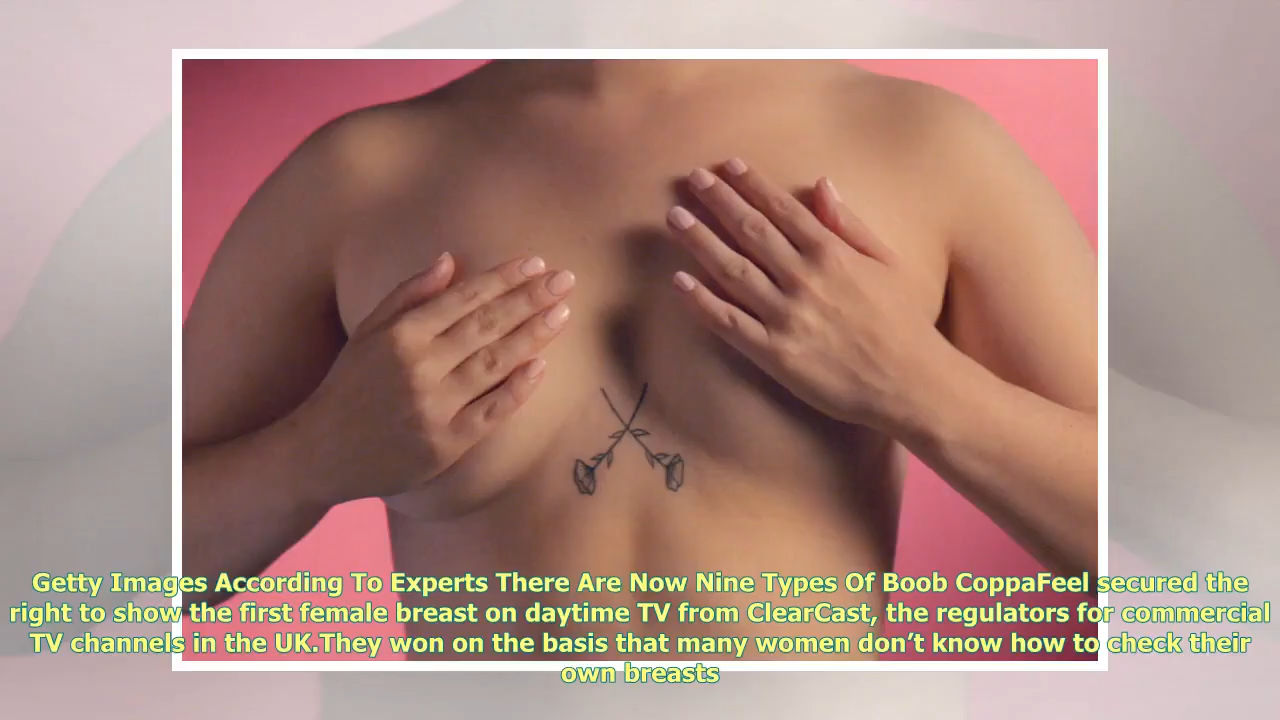 Getty Images According To Experts There Are Now Nine Types Of Boob CoppaFeel secured the
right to show the first female breast on daytime TV from ClearCast, the regulators for commercial
TV channels in the UK.They won on the basis that many women don’t know how to check their
own breasts